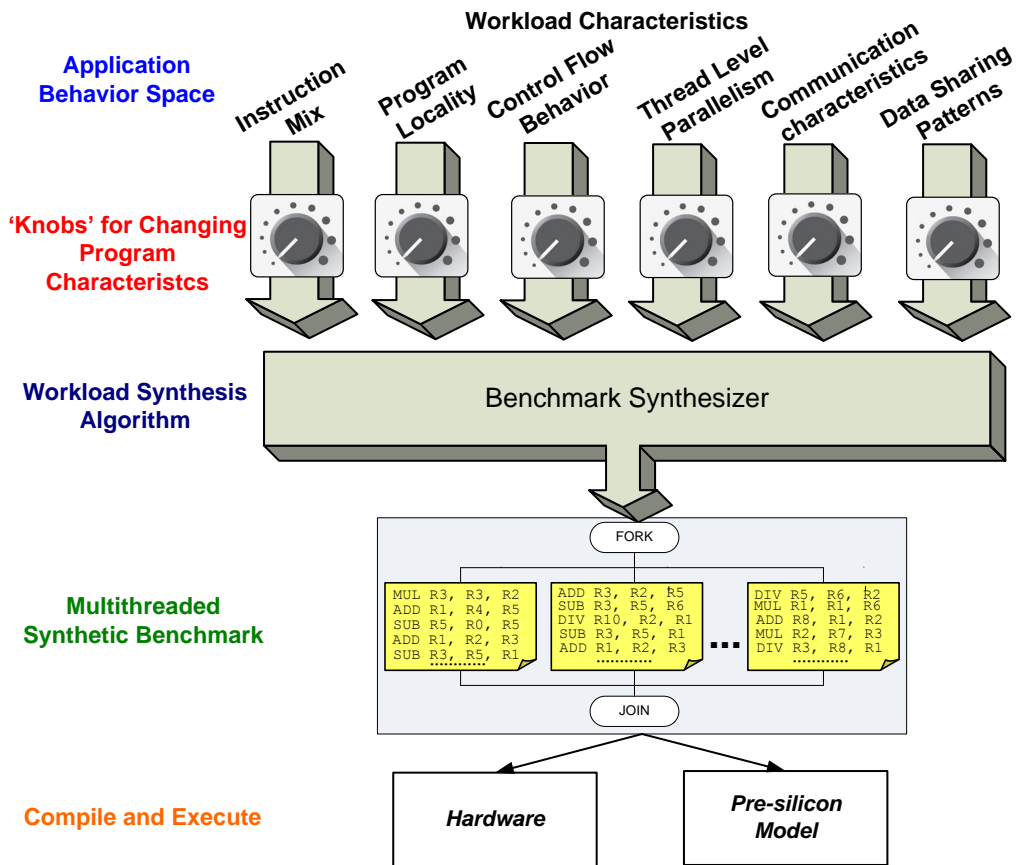 Workload Characteristics
Application
Behavior Space
Instruction
Mix
Program
Locality
Control Flow
Behavior
Thread Level
Parallelism
Communication
characteristics
Data Sharing
Patterns
‘Knobs’ for Changing
Program
Characteristcs
Workload Synthesis
Algorithm
Benchmark Synthesizer
Multithreaded
Synthetic Benchmark
FORK
MUL R3, R3, R2
ADD R1, R4, R5
SUB R5, R0, R5
ADD R1, R2, R3
SUB R3, R5, R1
...........
ADD R3, R2, R5
SUB R3, R5, R6
DIV R10, R2, R1
SUB R3, R5, R1
ADD R1, R2, R3
...........
...
DIV R5, R6, R2
MUL R1, R1, R6
ADD R8, R1, R2
MUL R2, R7, R3
DIV R3, R8, R1
...........
JOIN
Compile and Execute
Hardware
Pre-silicon
Model